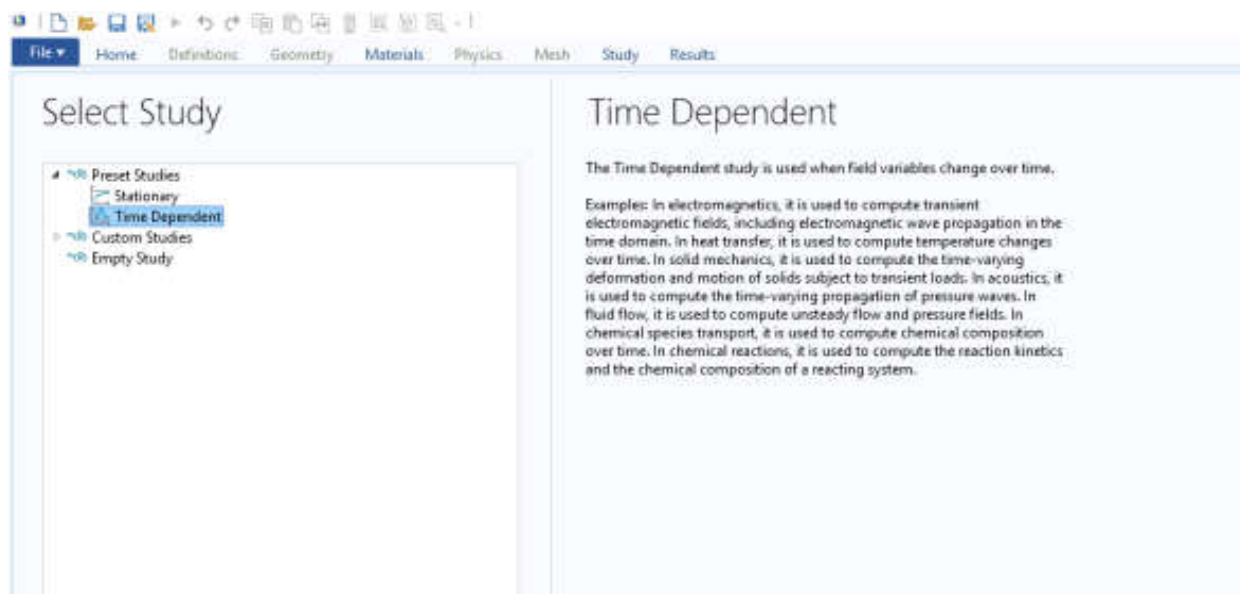 File Home Definitions Geometry Materials Physics Mesh Study Results
Select Study
Preset Studies
Stationary
Time Dependent
Custom Studies
Empty Study
Time Dependent
The Time Dependent study is used when field variables change over time.
Examples: In electromagnetics, it is used to compute transient
electromagnetic fields, including electromagnetic wave propagation in the
time domain. In heat transfer, it is used to compute temperature changes
over time. In solid mechanics, it is used to compute the time-varying
deformation and motion of solids subject to transient loads. In acoustics, it
is used to compute the time-varying propagation of pressure waves. In
fluid flow, it is used to compute unsteady flow and pressure fields. In
chemical species transport, it is used to compute chemical composition
over time. In chemical reactions, it is used to compute the reaction kinetics
and the chemical composition of a reacting system.